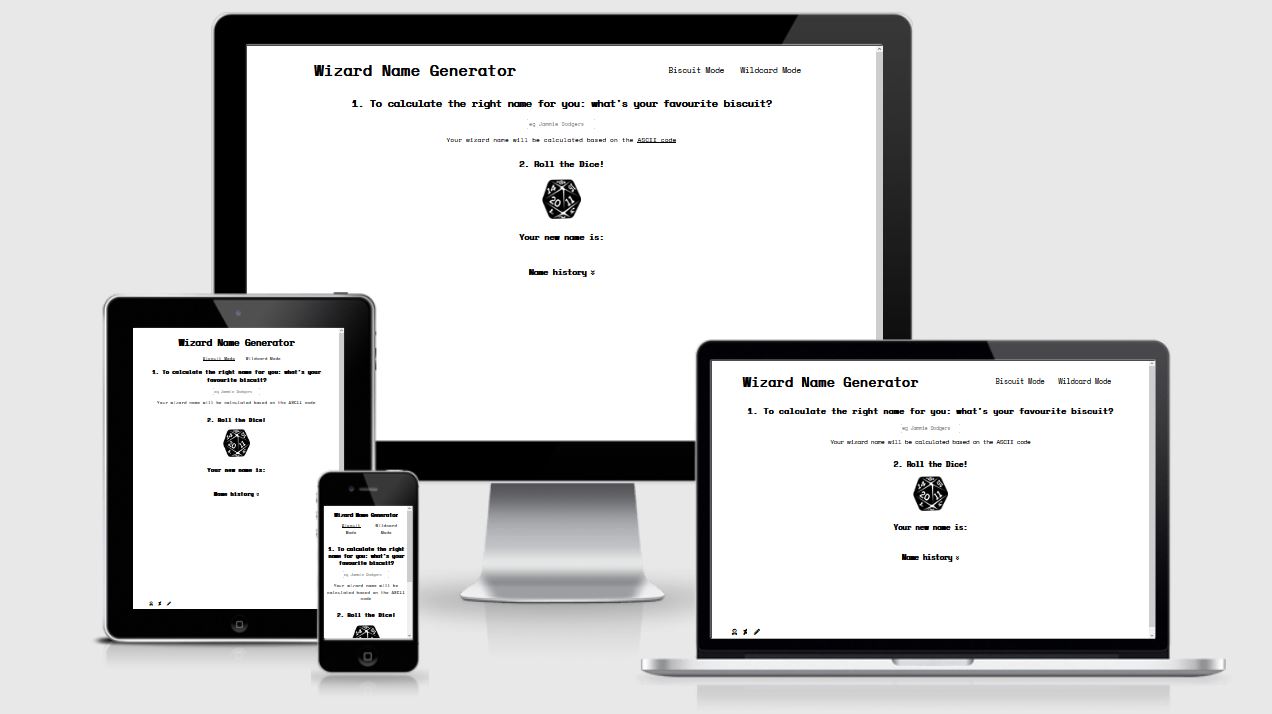 Wizard Name Generator
Biscuit Mode Wildcard Mode
1. To calculate the right name for you: what's your favourite biscuit?
eg Jammie Dodgers
Your wizard name will be calculated based on the ASCII code
2. Roll the Dice!
14
20 11
Your new name is:
Name history
Wizard Name Generator
Biscuit Mode Wildcard Mode
1. To calculate the right name for you: what's your
favourite biscuit?
eg Jammie Dodgers
Your wizard name will be calculated based on the ASCII code
2. Roll the Dice!
14
20 11
Your new name is:
Name history
Wizard Name Generator
Biscuit Wildcard
Mode Mode
1. To calculate the right
name for you: what's your
favourite biscuit?
eg Jammie Dodgers
Your wizard name will be
calculated based on the ASCII
code
2. Roll the Dice!
Wizard Name Generator
Biscuit Mode Wildcard Mode
1. To calculate the right name for you: what's your favourite biscuit?
eg Jammie Dodgers
Your wizard name will be calculated based on the ASCII code
2. Roll the Dice!
14
20 11
Your new name is:
Name history